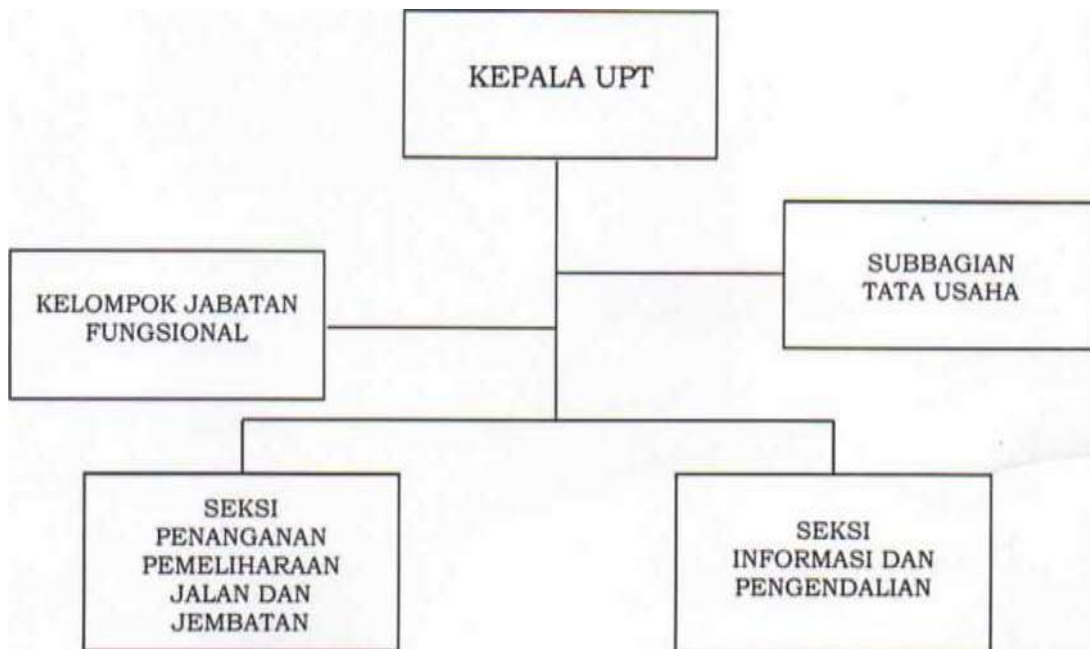 KEPALA UPT
SUBBAGIAN
TATA USAHA
KELOMPOK JABATAN
FUNGSIONAL
SEKSI
PENANGANAN
PEMELIHARAAN
JALAN DAN
JEMBATAN
SEKSI
INFORMASI DAN
PENGENDALIAN